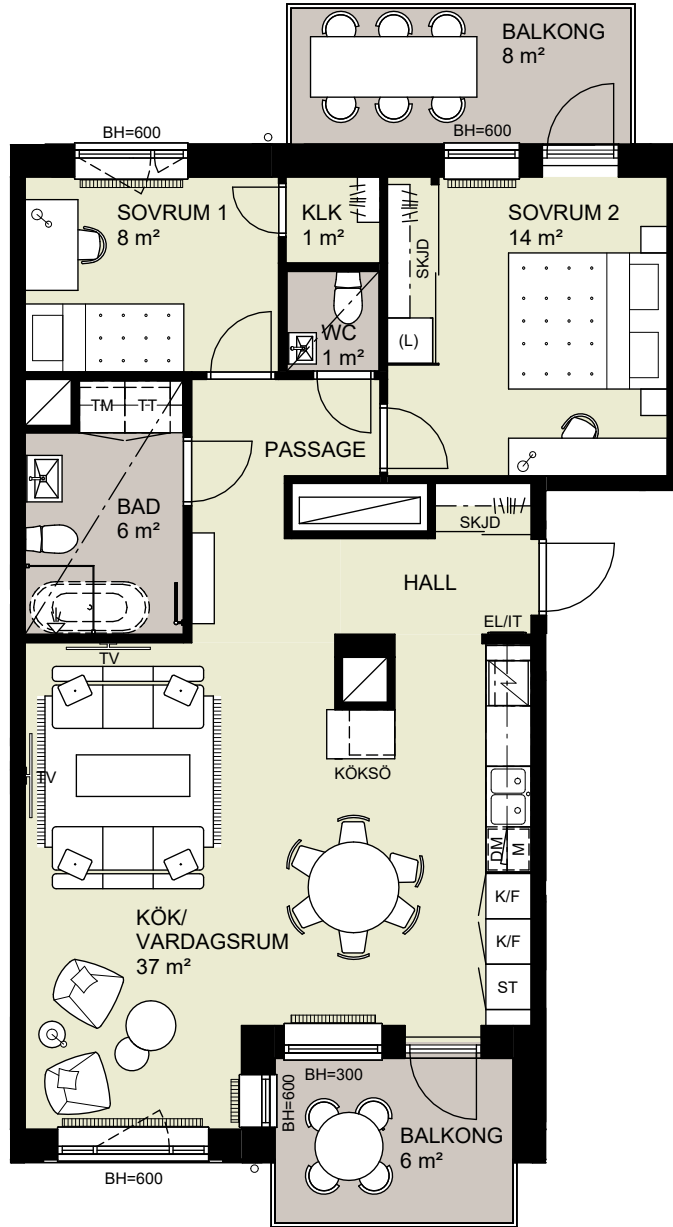 BALKONG
8 m²
BH=600
BH=600
SOVRUM 1
8 m²
KLK
1 m²
SKJD
SOVRUM 2
14 m²
WC
1 m²
(L)
TM
TT
PASSAGE
BAD
6 m²
SKJD
HALL
EL/IT
TV
TV
KÖKSÖ
DM
M
K/F
K/F
ST
KÖK/
VARDAGSRUM
37 m²
BH=300
BH=600
BALKONG
6 m²
BH=600